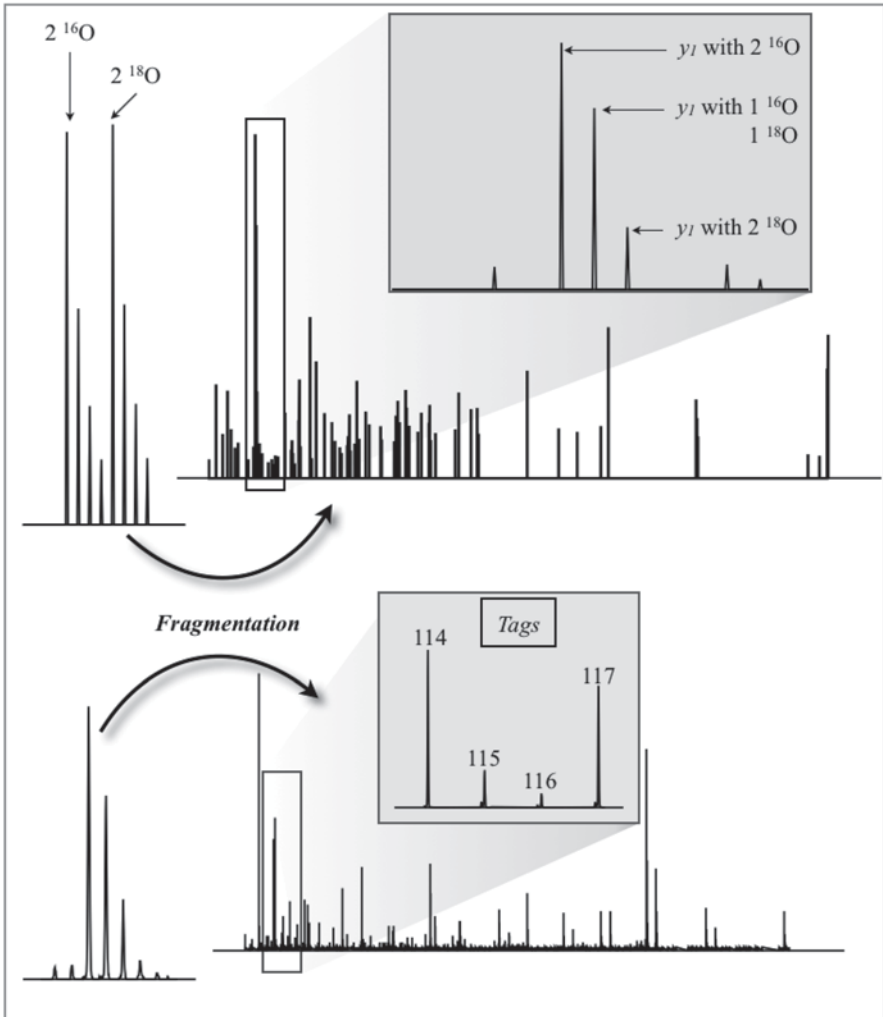 2 ¹⁶O
2 ¹⁸O
y₁ with 2 ¹⁶O
y₁ with 1 ¹⁶O
1 ¹⁸O
y₁ with 2 ¹⁸O
Fragmentation
Tags
114
117
115
116